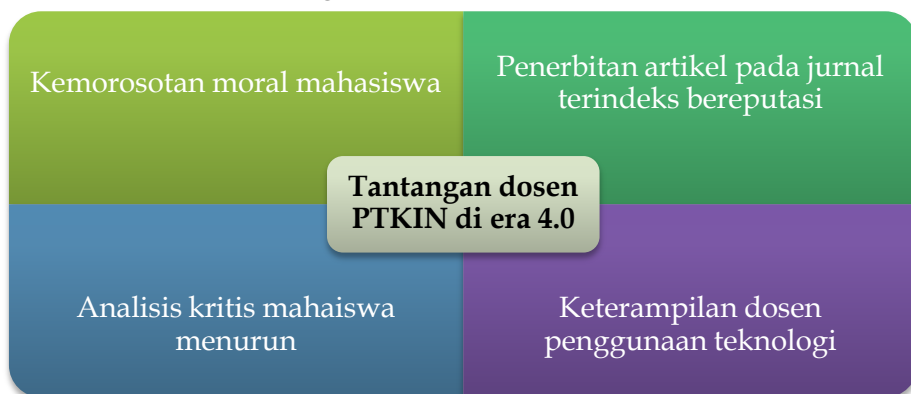 Kemorosotan moral mahasiswa
Penerbitan artikel pada jurnal
terindeks bereputasi
Tantangan dosen
PTKIN di era 4.0
Analisis kritis mahaiswa
menurun
Keterampilan dosen
penggunaan teknologi